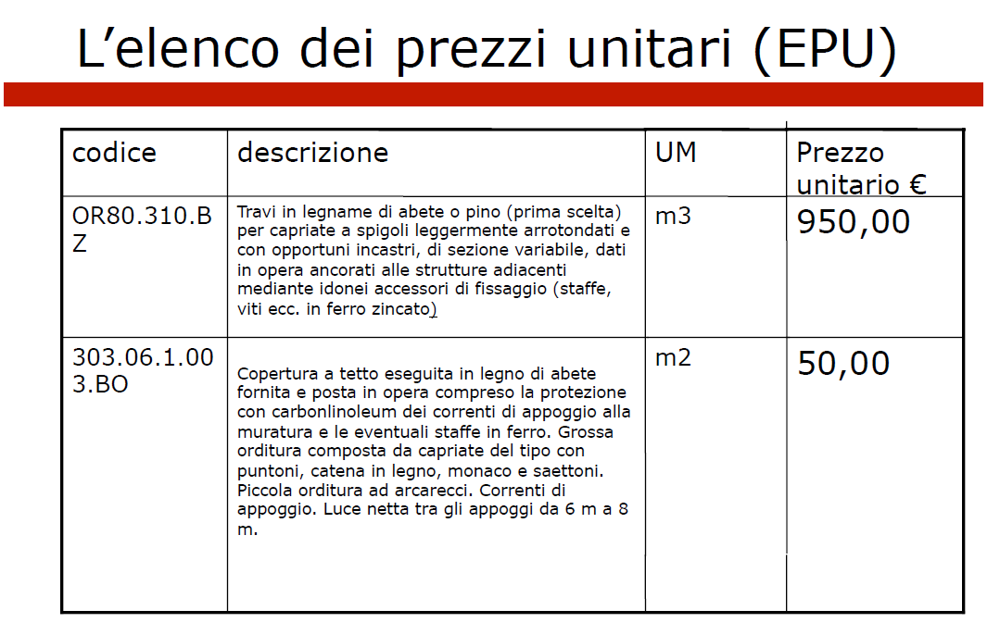 L’elenco dei prezzi unitari (EPU)
codice
descrizione
UM
Prezzo
unitario €
OR80.310.B
Z
Travi in legname di abete o pino (prima scelta)
per capriate a spigoli leggermente arrotondati e
con opportuni incastri, di sezione variabile, dati
in opera ancorati alle strutture adiacenti
mediante idonei accessori di fissaggio (staffe,
viti ecc. in ferro zincato)
m3
950,00
303.06.1.00
3.BO
Copertura a tetto eseguita in legno di abete
fornita e posta in opera compreso la protezione
con carbonlinoleum dei correnti di appoggio alla
muratura e le eventuali staffe in ferro. Grossa
orditura composta da capriate del tipo con
puntoni, catena in legno, monaco e saettoni.
Piccola orditura ad arcarecci. Correnti di
appoggio. Luce netta tra gli appoggi da 6 m a 8
m.
m2
50,00